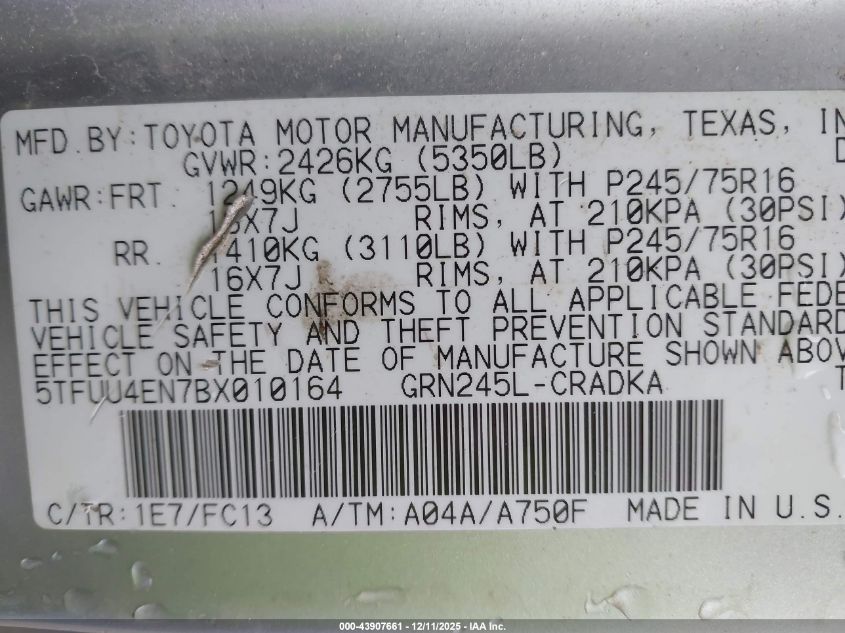 MFD.BY:TOYOTA MOTOR MANUFACTURING, TEXAS, IN
GVWR:2426KG (5350LB) D
GAWR:FRT. 1249KG (2755LB) WITH P245/75R16
16X7J RIMS, AT 210KPA (30PSI)
RR. 1410KG (3110LB) WITH P245/75R16
16X7J RIMS, AT 210KPA (30PSI)
THIS VEHICLE CONFORMS TO ALL APPLICABLE FEDE
VEHICLE SAFETY AND THEFT PREVENTION STANDARD
EFFECT ON THE DATE OF MANUFACTURE SHOWN ABOV
5TFUU4EN7BX010164 GRN245L-CRADKA T
C/TR:1E7/FC13 A/TM:A04A/A750F MADE IN U.S.
000-43907661 - 12/11/2025 - IAA Inc.